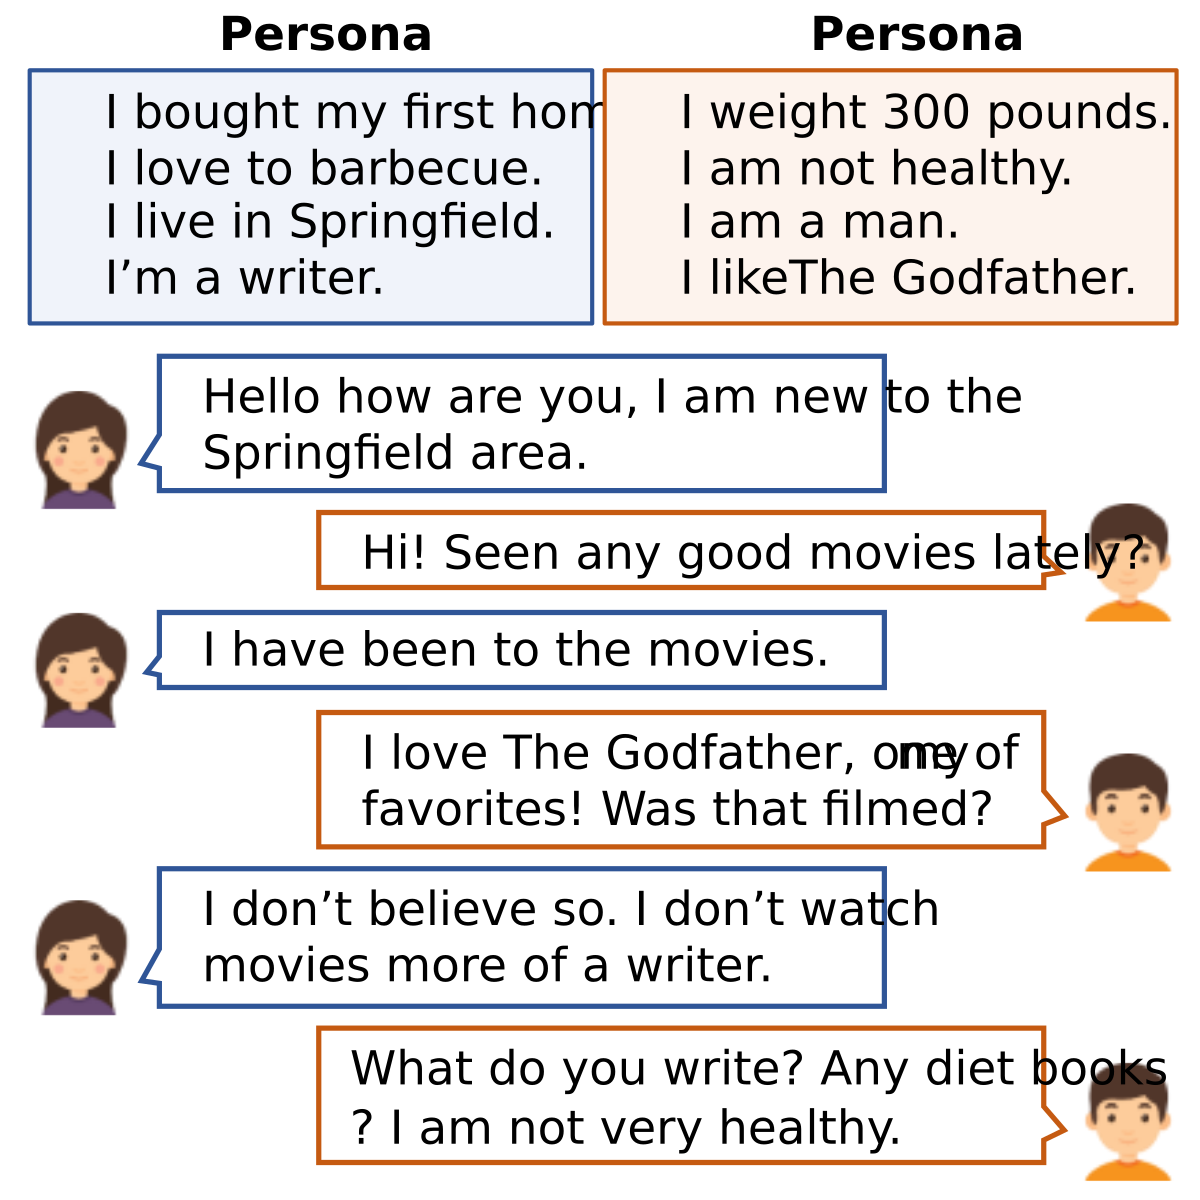 Persona
I bought my first hom
I love to barbecue.
I live in Springfield.
I’m a writer.
Persona
I weight 300 pounds.
I am not healthy.
I am a man.
I likeThe Godfather.
Hello how are you, I am new to the
Springfield area.
Hi! Seen any good movies lately?
I have been to the movies.
I love The Godfather, one of my
favorites! Was that filmed?
I don’t believe so. I don’t watch
movies more of a writer.
What do you write? Any diet books
? I am not very healthy.